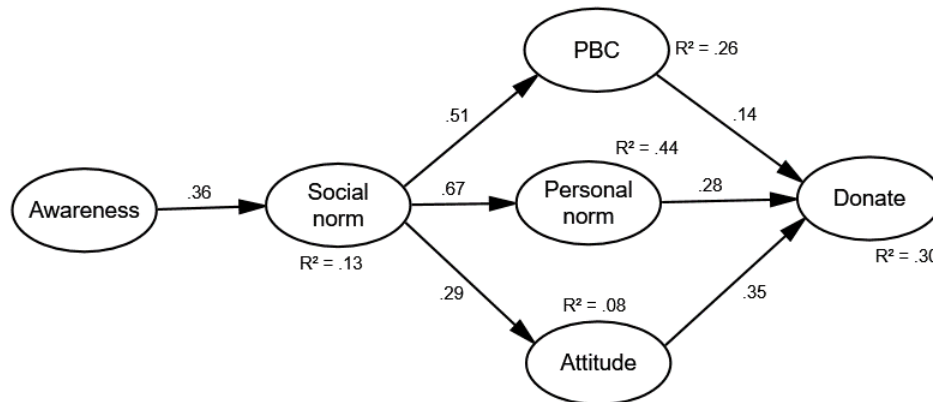 PBC
R² = .26
.51
.14
R² = .44
Awareness
.36
Social
norm
.67
Personal
norm
.28
Donate
R² = .13
R² = .30
.29
R² = .08
.35
Attitude